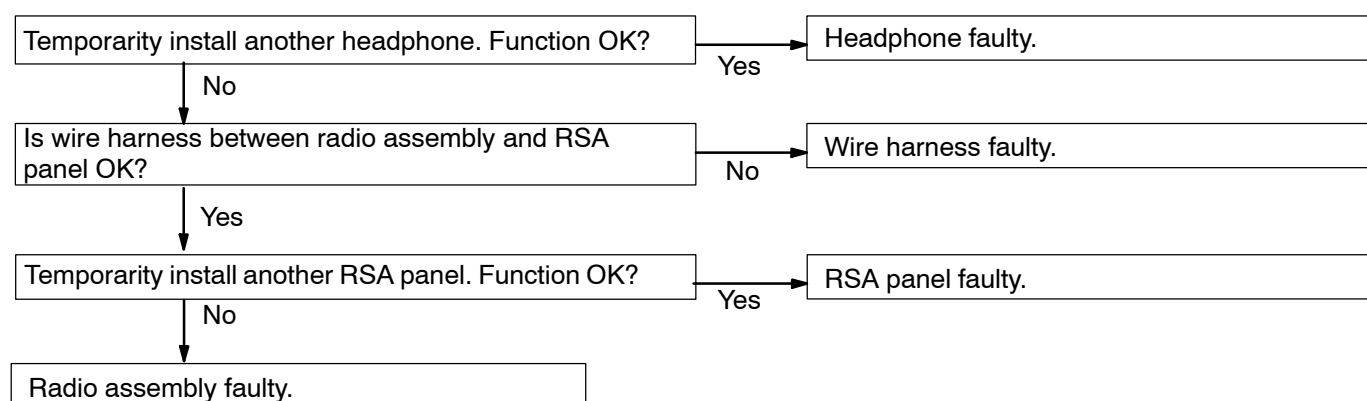 Temporarity install another headphone. Function OK?
Yes
Headphone faulty.
No
Is wire harness between radio assembly and RSA
panel OK?
No
Wire harness faulty.
Yes
Temporarity install another RSA panel. Function OK?
Yes
RSA panel faulty.
No
Radio assembly faulty.